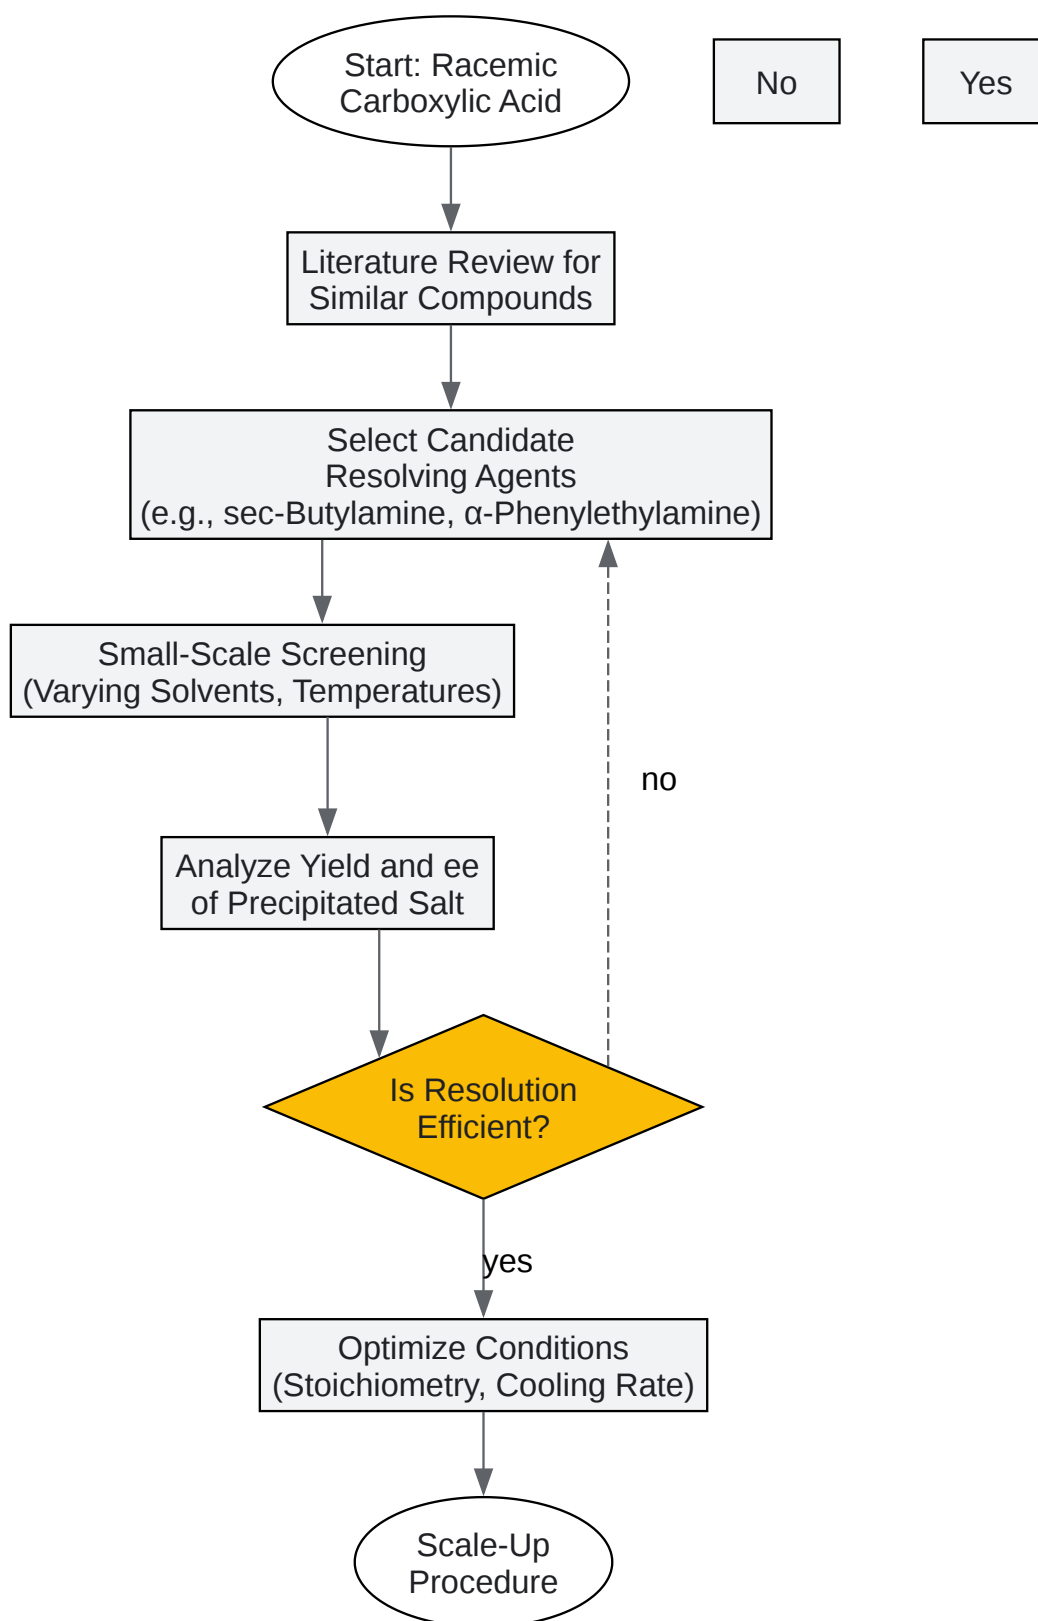 Start: Racemic
Carboxylic Acid
No
Yes
Literature Review for
Similar Compounds
Select Candidate
Resolving Agents
(e.g., sec-Butylamine, α-Phenylethylamine)
Small-Scale Screening
(Varying Solvents, Temperatures)
no
Analyze Yield and ee
of Precipitated Salt
Is Resolution
Efficient?
yes
Optimize Conditions
(Stoichiometry, Cooling Rate)
Scale-Up
Procedure